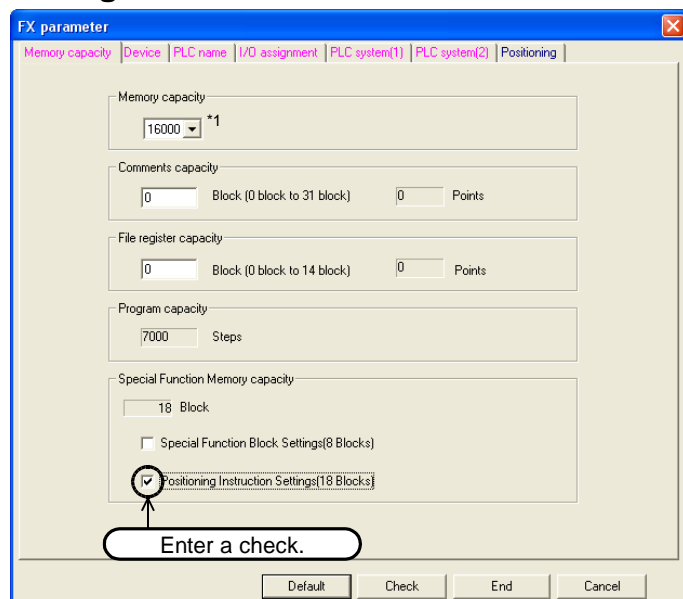 FX parameter
Memory capacity Device PLC name I/O assignment PLC system(1) PLC system(2) Positioning
Memory capacity
16000 *1
Comments capacity
0 Block (0 block to 31 block) 0 Points
File register capacity
0 Block (0 block to 14 block) 0 Points
Program capacity
7000 Steps
Special Function Memory capacity
18 Block
Special Function Block Settings(8 Blocks)
Positioning Instruction Settings(18 Blocks)
Enter a check.
Default Check End Cancel